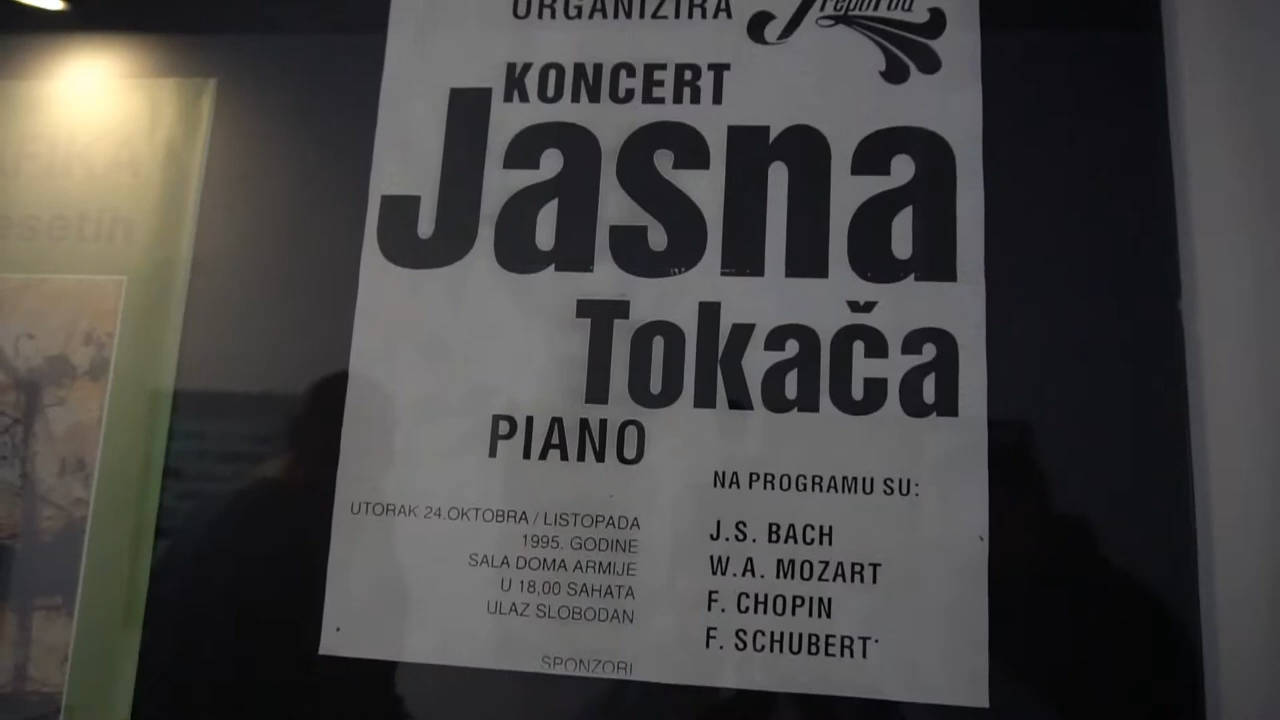 ORGANIZIRA
Preporod
KONCERT
Jasna
Tokača
PIANO
UTORAK 24.OKTOBRA / LISTOPADA
1995. GODINE
SALA DOMA ARMIJE
U 18,00 SAHATA
ULAZ SLOBODAN
SPONZORI
NA PROGRAMU SU:
J.S. BACH
W.A. MOZART
F. CHOPIN
F. SCHUBERT